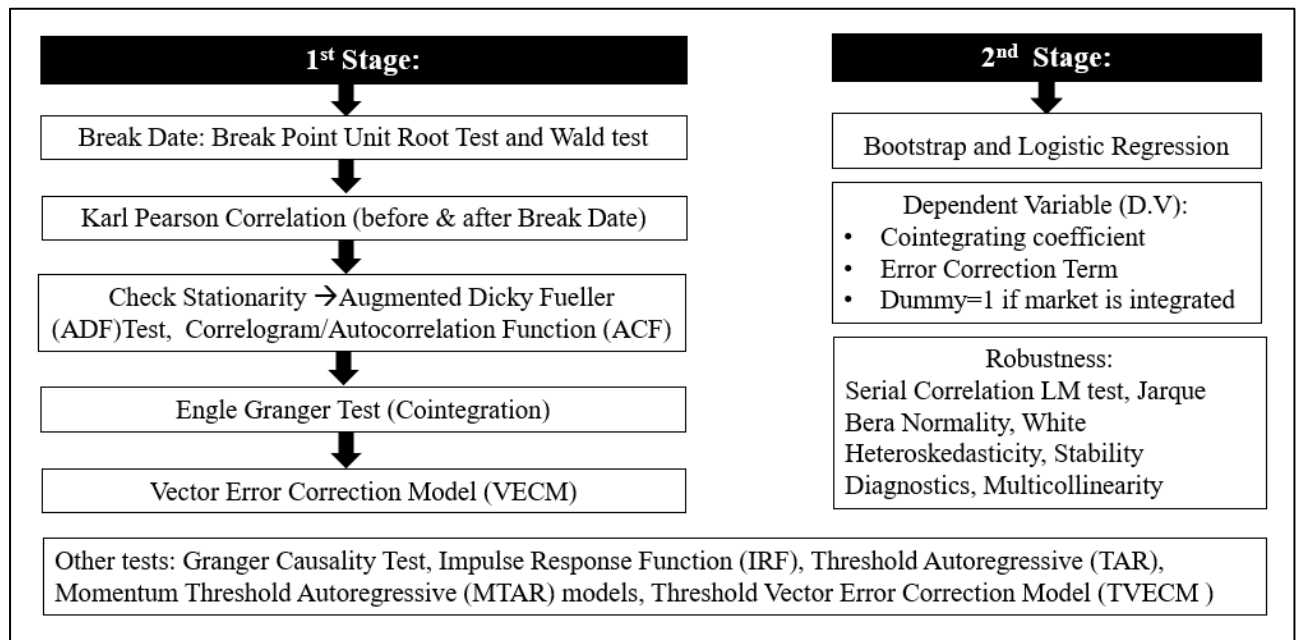 1st Stage:
Break Date: Break Point Unit Root Test and Wald test
Karl Pearson Correlation (before & after Break Date)
Check Stationarity →Augmented Dicky Fueller
(ADF)Test, Correlogram/Autocorrelation Function (ACF)
Engle Granger Test (Cointegration)
Vector Error Correction Model (VECM)
2nd Stage:
Bootstrap and Logistic Regression
Dependent Variable (D.V):
• Cointegrating coefficient
• Error Correction Term
• Dummy=1 if market is integrated
Robustness:
Serial Correlation LM test, Jarque
Bera Normality, White
Heteroskedasticity, Stability
Diagnostics, Multicollinearity
Other tests: Granger Causality Test, Impulse Response Function (IRF), Threshold Autoregressive (TAR),
Momentum Threshold Autoregressive (MTAR) models, Threshold Vector Error Correction Model (TVECM )